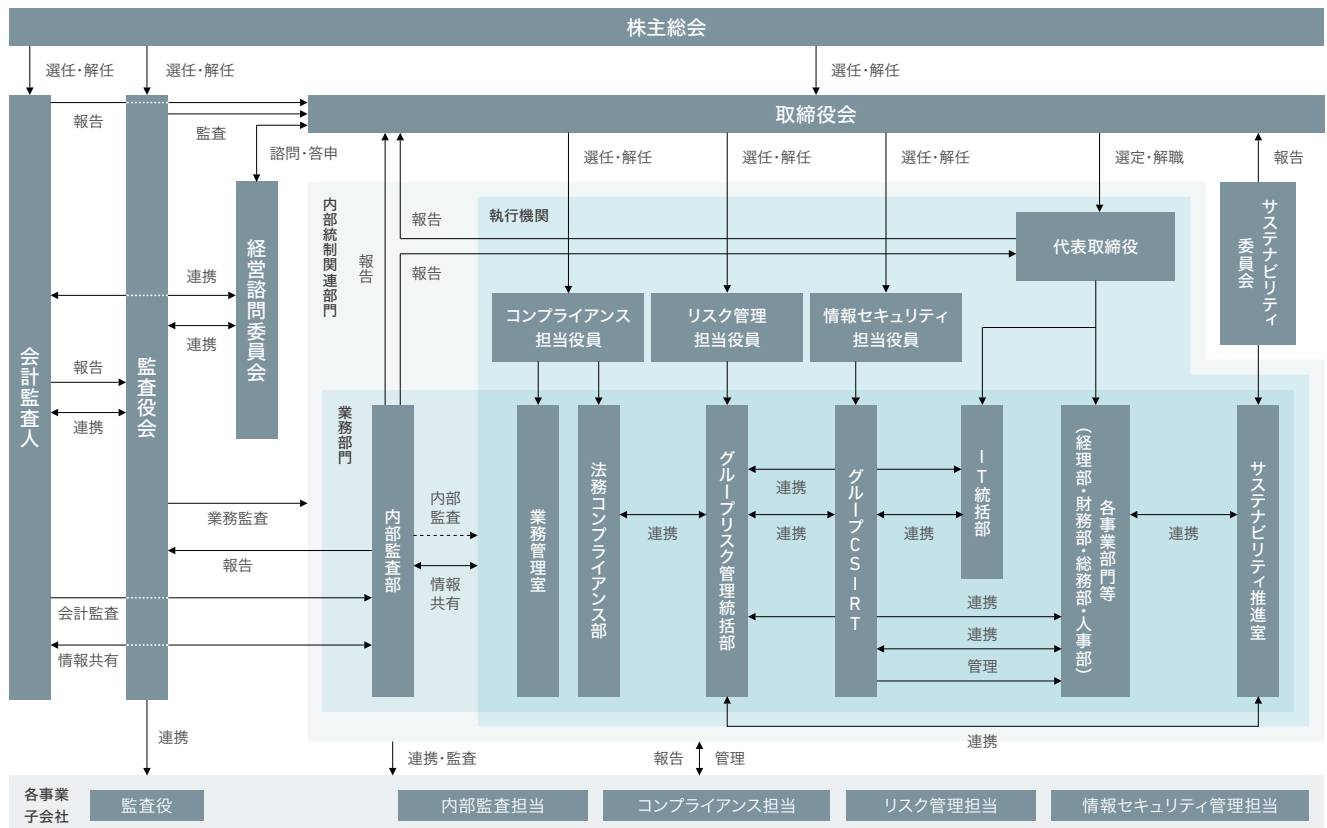 株主総会
選任・解任
選任・解任
選任・解任
取締役会
報告
監査
諮問・答申
選任・解任
選任・解任
選任・解任
選定・解職
報告
内部統制関連部門
執行機関
報告
報告
報告
代表取締役
サステナビリティ
委員会
経営諮問委員会
連携
連携
コンプライアンス
担当役員
リスク管理
担当役員
情報セキュリティ
担当役員
会計監査人
監査役会
報告
連携
業務部門
内部監査部
業務管理室
法務コンプライアンス部
グループリスク管理統括部
グループCSIRT
IT統括部
各事業部門等
(経理部・財務部・総務部・人事部)
サステナビリティ推進室
連携
連携
連携
連携
連携
内部
監査
情報
共有
業務監査
報告
会計監査
情報共有
連携
連携
管理
連携
連携
連携・監査
報告
管理
各事業
子会社
監査役
内部監査担当
コンプライアンス担当
リスク管理担当
情報セキュリティ管理担当